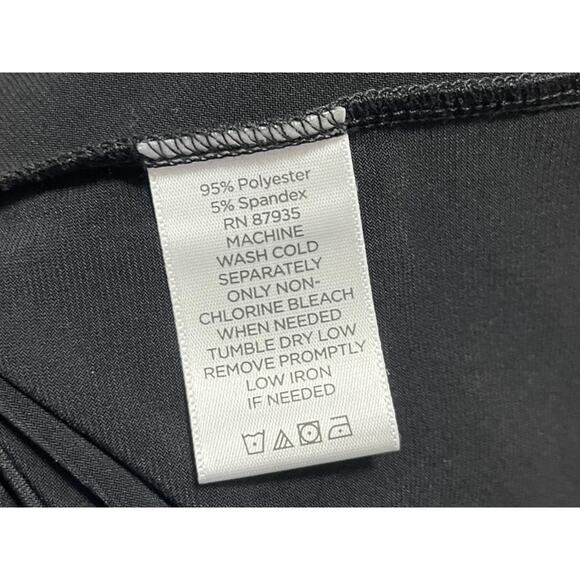 95% Polyester
5% Spandex
RN 87935
MACHINE
WASH COLD
SEPARATELY
ONLY NON-
CHLORINE BLEACH
WHEN NEEDED
TUMBLE DRY LOW
REMOVE PROMPTLY
LOW IRON
IF NEEDED